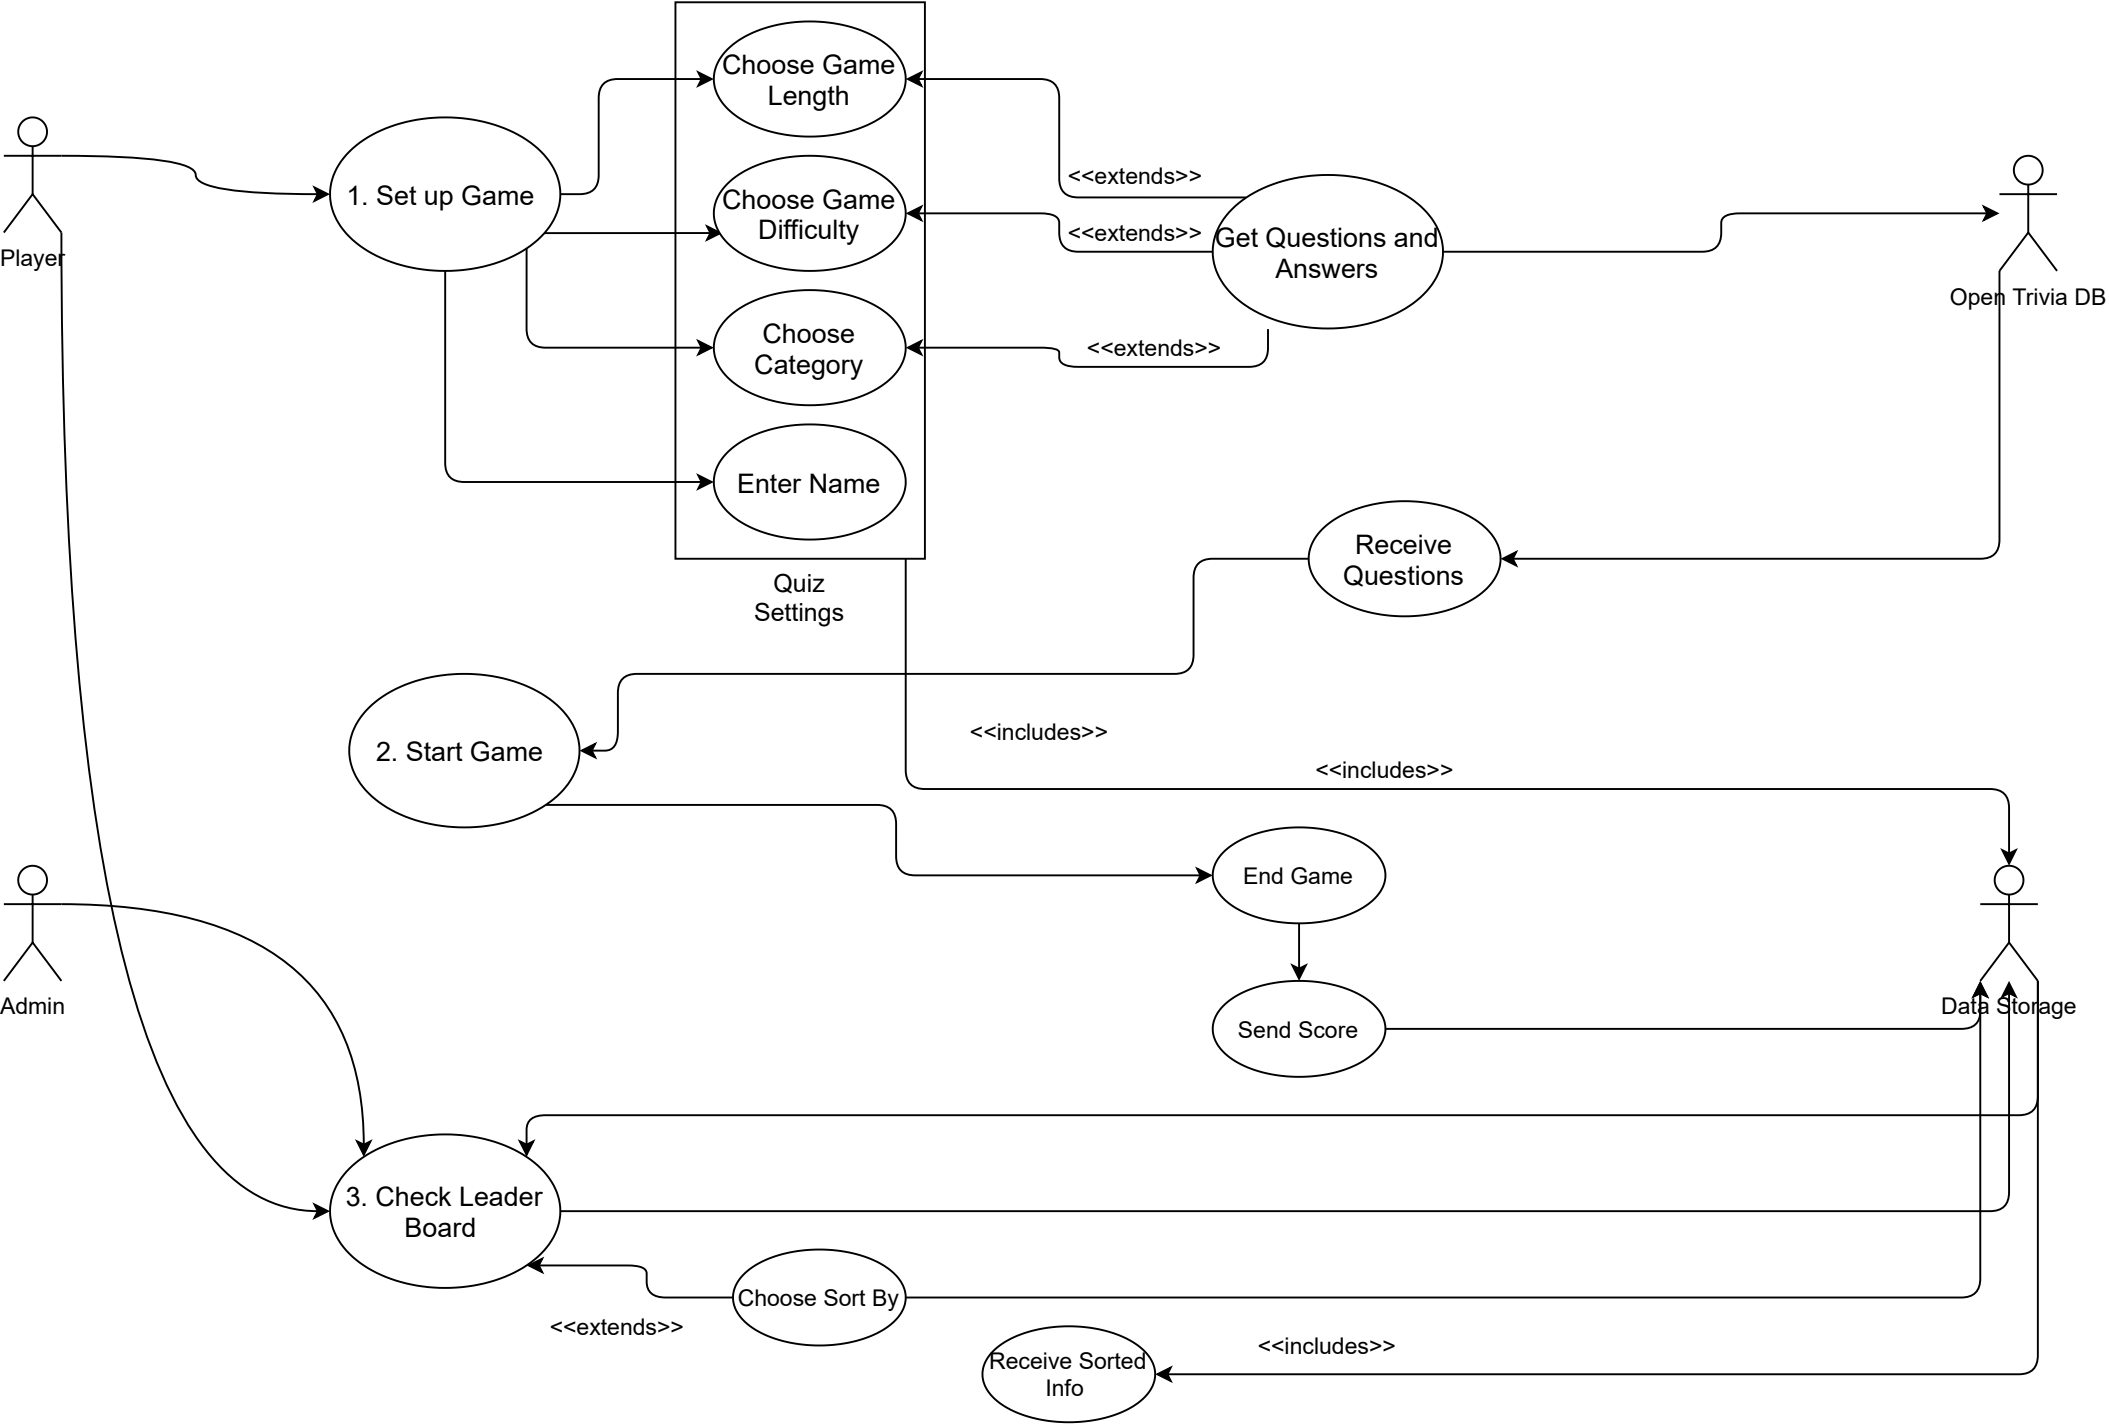 Choose Game
Length
Player
1. Set up Game
Choose Game
Difficulty
<<extends>>
<<extends>>
Get Questions and
Answers
Open Trivia DB
Choose
Category
<<extends>>
Enter Name
Quiz
Settings
Receive
Questions
2. Start Game
<<includes>>
<<includes>>
End Game
Admin
Send Score
Data Storage
3. Check Leader
Board
Choose Sort By
<<extends>>
<<includes>>
Receive Sorted
Info